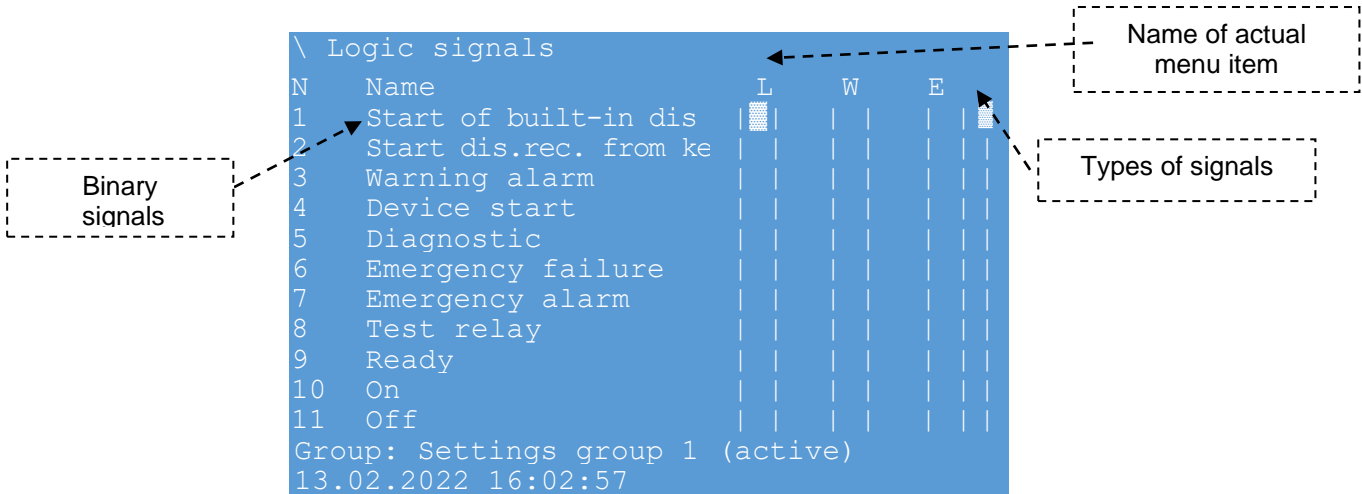 \ Logic signals
N Name L W E
1 Start of built-in dis | | | | | |
2 Start dis.rec. from ke | | | | | | |
3 Warning alarm | | | | | | |
4 Device start | | | | | | |
5 Diagnostic | | | | | | |
6 Emergency failure | | | | | | |
7 Emergency alarm | | | | | | |
8 Test relay | | | | | | |
9 Ready | | | | | | |
10 On | | | | | | |
11 Off | | | | | | |
Group: Settings group 1 (active)
13.02.2022 16:02:57
Name of actual
menu item
Types of signals
Binary
signals